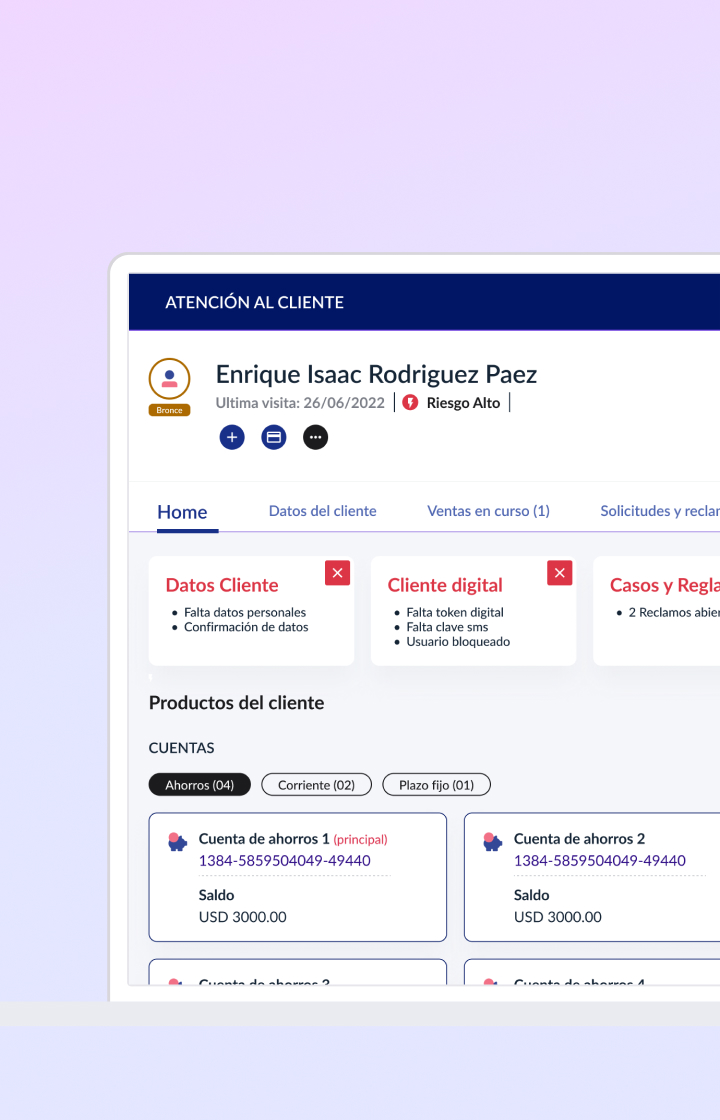 ATENCIÓN AL CLIENTE
Enrique Isaac Rodriguez Paez
Bronce
Ultima visita: 26/06/2022 Riesgo Alto
Home Datos del cliente Ventas en curso (1) Solicitudes y reclar
Datos Cliente
• Falta datos personales
• Confirmación de datos
Cliente digital
• Falta token digital
• Falta clave sms
• Usuario bloqueado
Casos y Regla
• 2 Reclamos abier
Productos del cliente
CUENTAS
Ahorros (04) Corriente (02) Plazo fijo (01)
Cuenta de ahorros 1 (principal)
1384-5859504049-49440
Saldo
USD 3000.00
Cuenta de ahorros 2
1384-5859504049-49440
Saldo
USD 3000.00
Cuenta de ahorros 3
Cuenta de ahorros 4